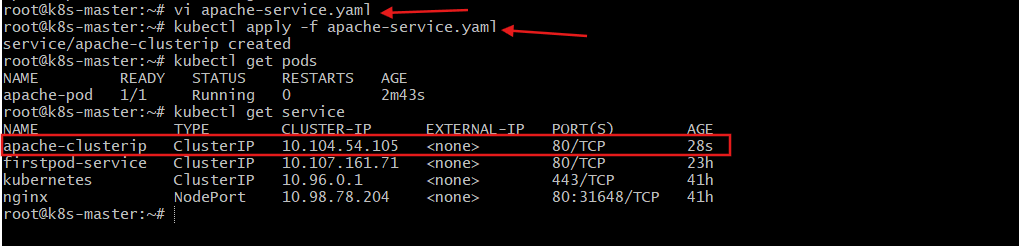 root@k8s-master:~# vi apache-service.yaml
root@k8s-master:~# kubectl apply -f apache-service.yaml
service/apache-clusterip created
root@k8s-master:~# kubectl get pods
NAME READY STATUS RESTARTS AGE
apache-pod 1/1 Running 0 2m43s
root@k8s-master:~# kubectl get service
NAME TYPE CLUSTER-IP EXTERNAL-IP PORT(S) AGE
apache-clusterip ClusterIP 10.104.54.105 <none> 80/TCP 28s
firstpod-service ClusterIP 10.107.161.71 <none> 80/TCP 23h
kubernetes ClusterIP 10.96.0.1 <none> 443/TCP 41h
nginx NodePort 10.98.78.204 <none> 80:31648/TCP 41h
root@k8s-master:~#